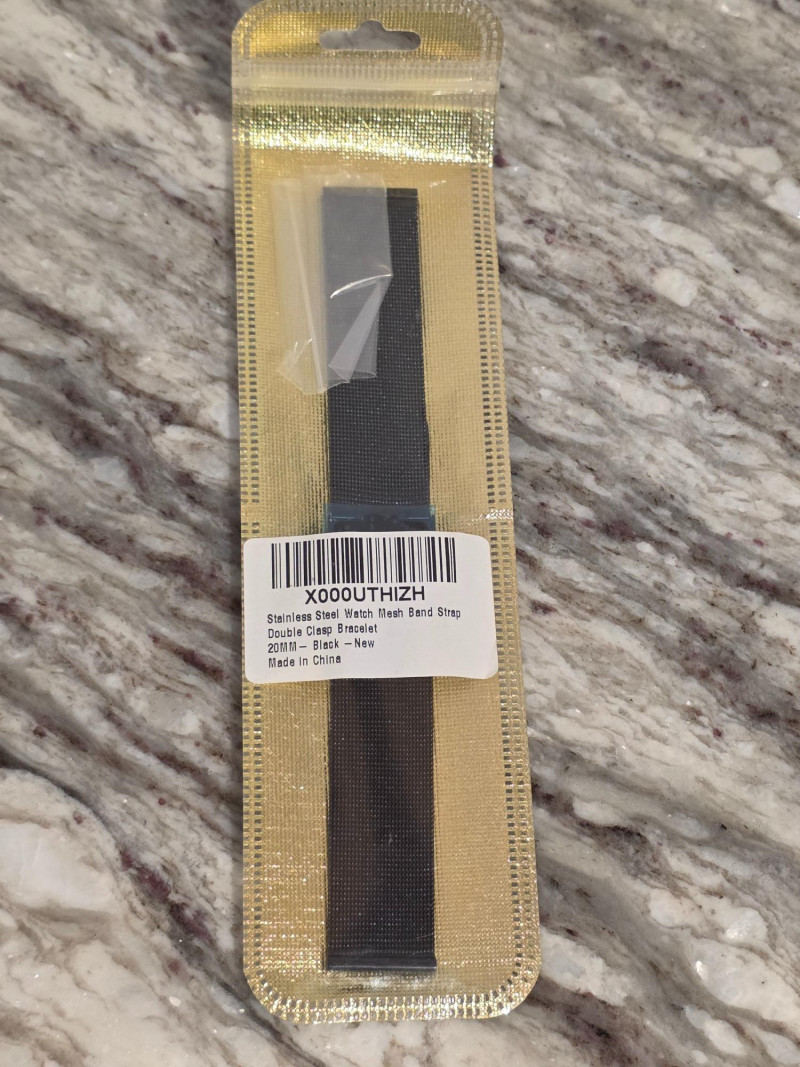 X000UTHIZH
Stainless Steel Watch Mesh Band Strap
Double Clasp Bracelet
20MM- Black -New
Made in China